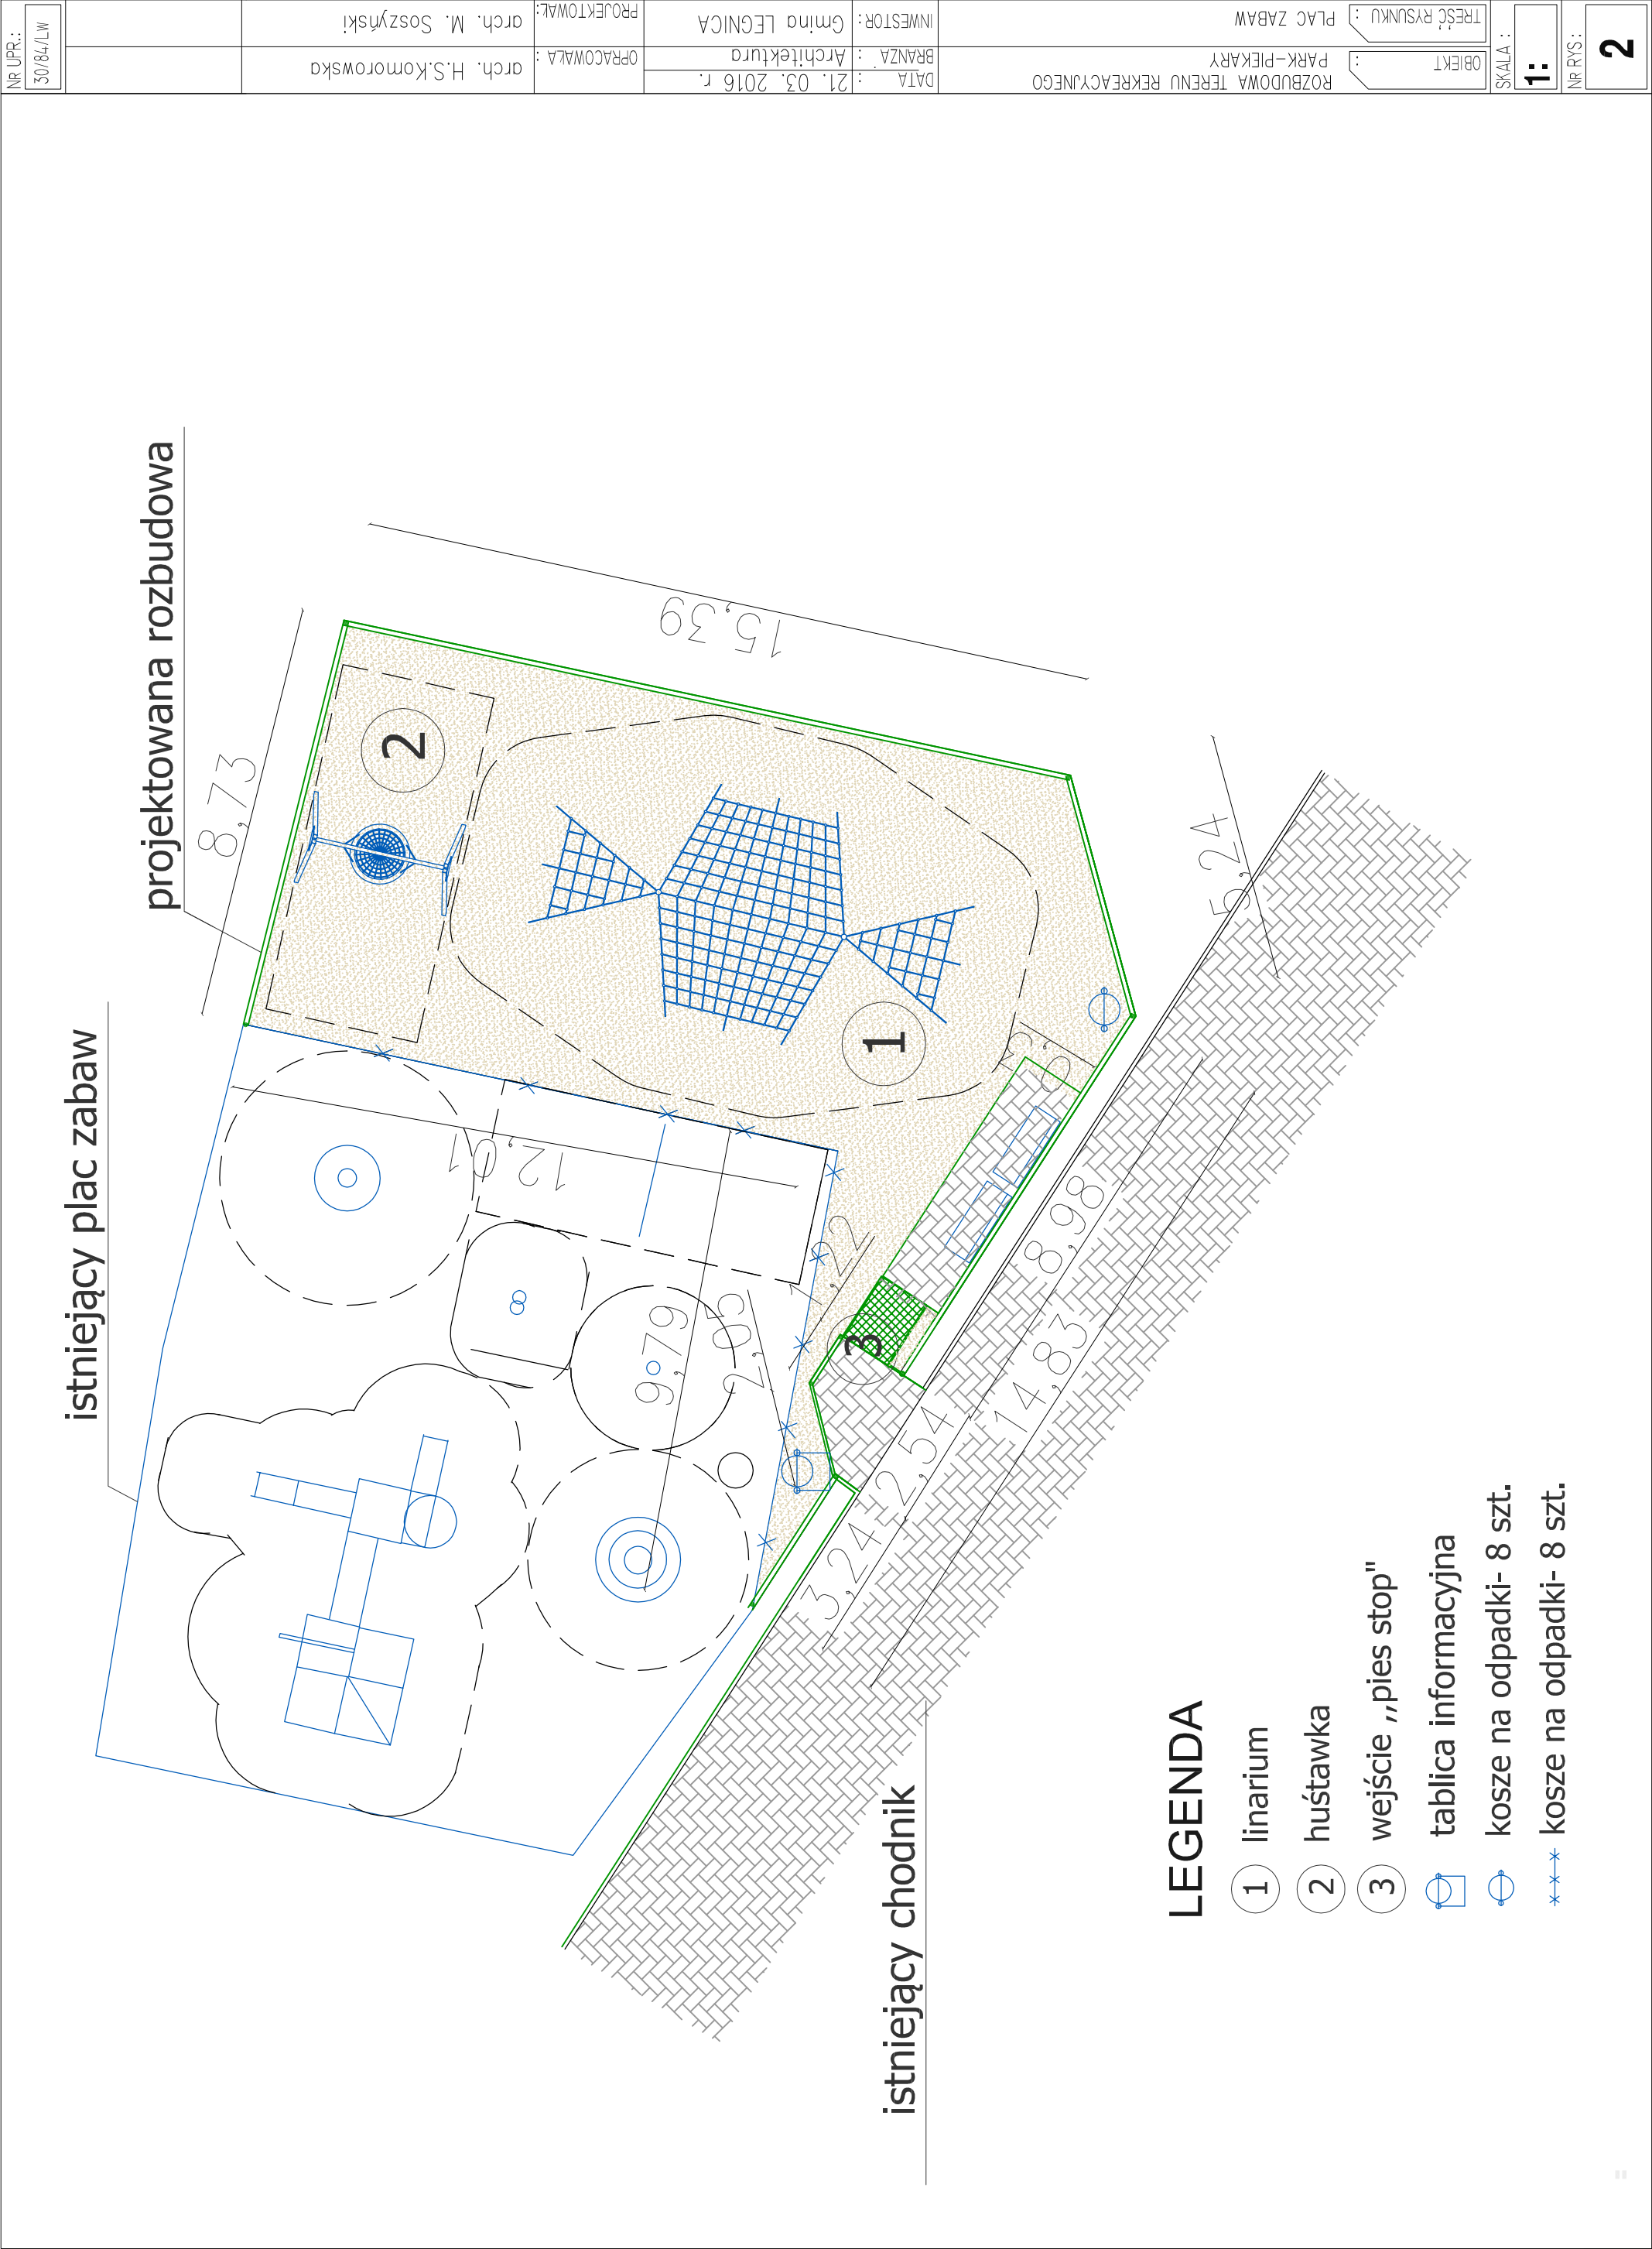 NR UPR.:
30/84/LW
arch. M. Soszyński
arch. H.S.Komorowska
PROJEKTOWAŁ:
OPRACOWAŁA :
Gmina LEGNICA
Architektura
21. 03. 2016 r.
INWESTOR:
BRANŻA :
DATA :
PLAC ZABAW
ROZBUDOWA TERENU REKREACYJNEGO
PARK-PIEKARY
TREŚĆ RYSUNKU :
OBIEKT :
SKALA :
1:
NR RYS:
2
istniejący plac zabaw
projektowana rozbudowa
8,73
15,39
2
12,01
1
5,24
1,22
9,79
2,05
3
8,98
14,83
2,54
3,24
istniejący chodnik
LEGENDA
1 linarium
2 huśtawka
3 wejście ,,pies stop"
tablica informacyjna
kosze na odpadki- 8 szt.
kosze na odpadki- 8 szt.